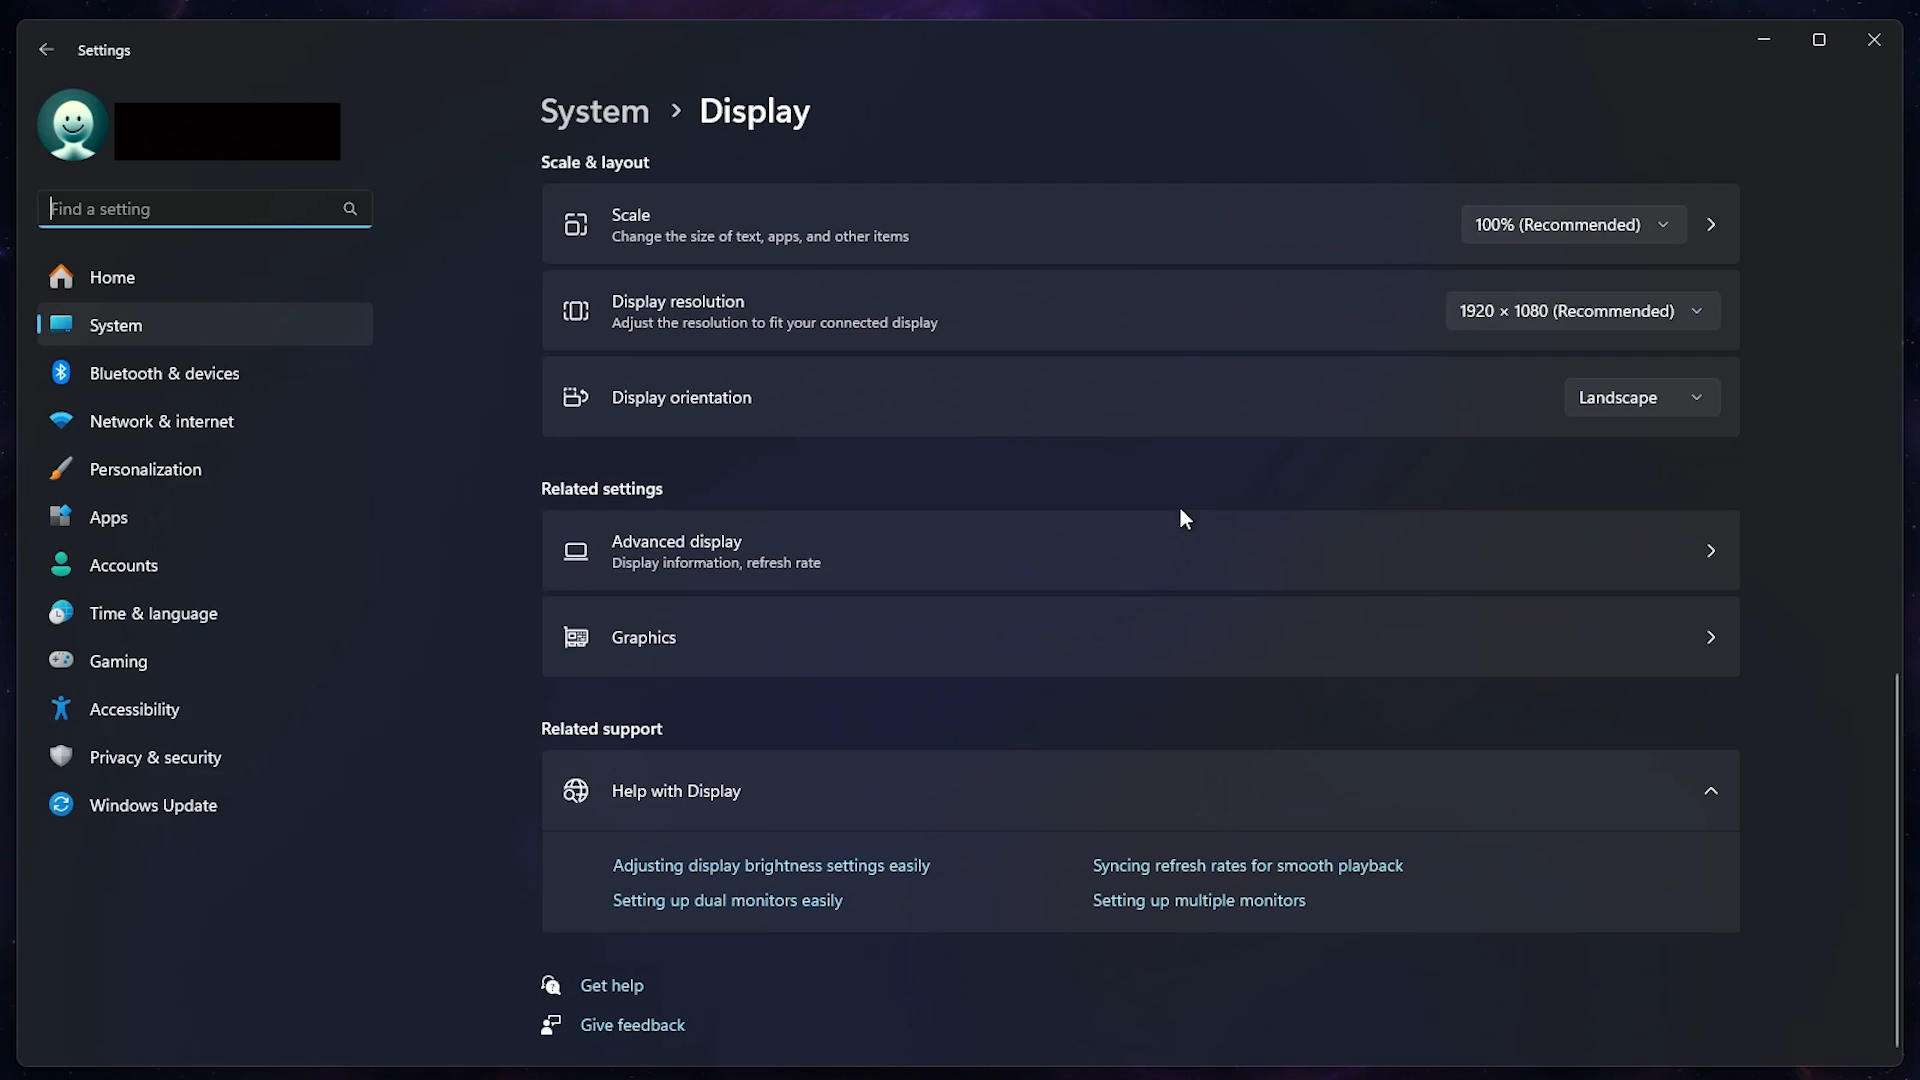 Settings
Find a setting
Home
System
Bluetooth & devices
Network & internet
Personalization
Apps
Accounts
Time & language
Gaming
Accessibility
Privacy & security
Windows Update
System > Display
Scale & layout
Scale
Change the size of text, apps, and other items
100% (Recommended)
Display resolution
Adjust the resolution to fit your connected display
1920 × 1080 (Recommended)
Display orientation
Landscape
Related settings
Advanced display
Display information, refresh rate
Graphics
Related support
Help with Display
Adjusting display brightness settings easily
Syncing refresh rates for smooth playback
Setting up dual monitors easily
Setting up multiple monitors
Get help
Give feedback